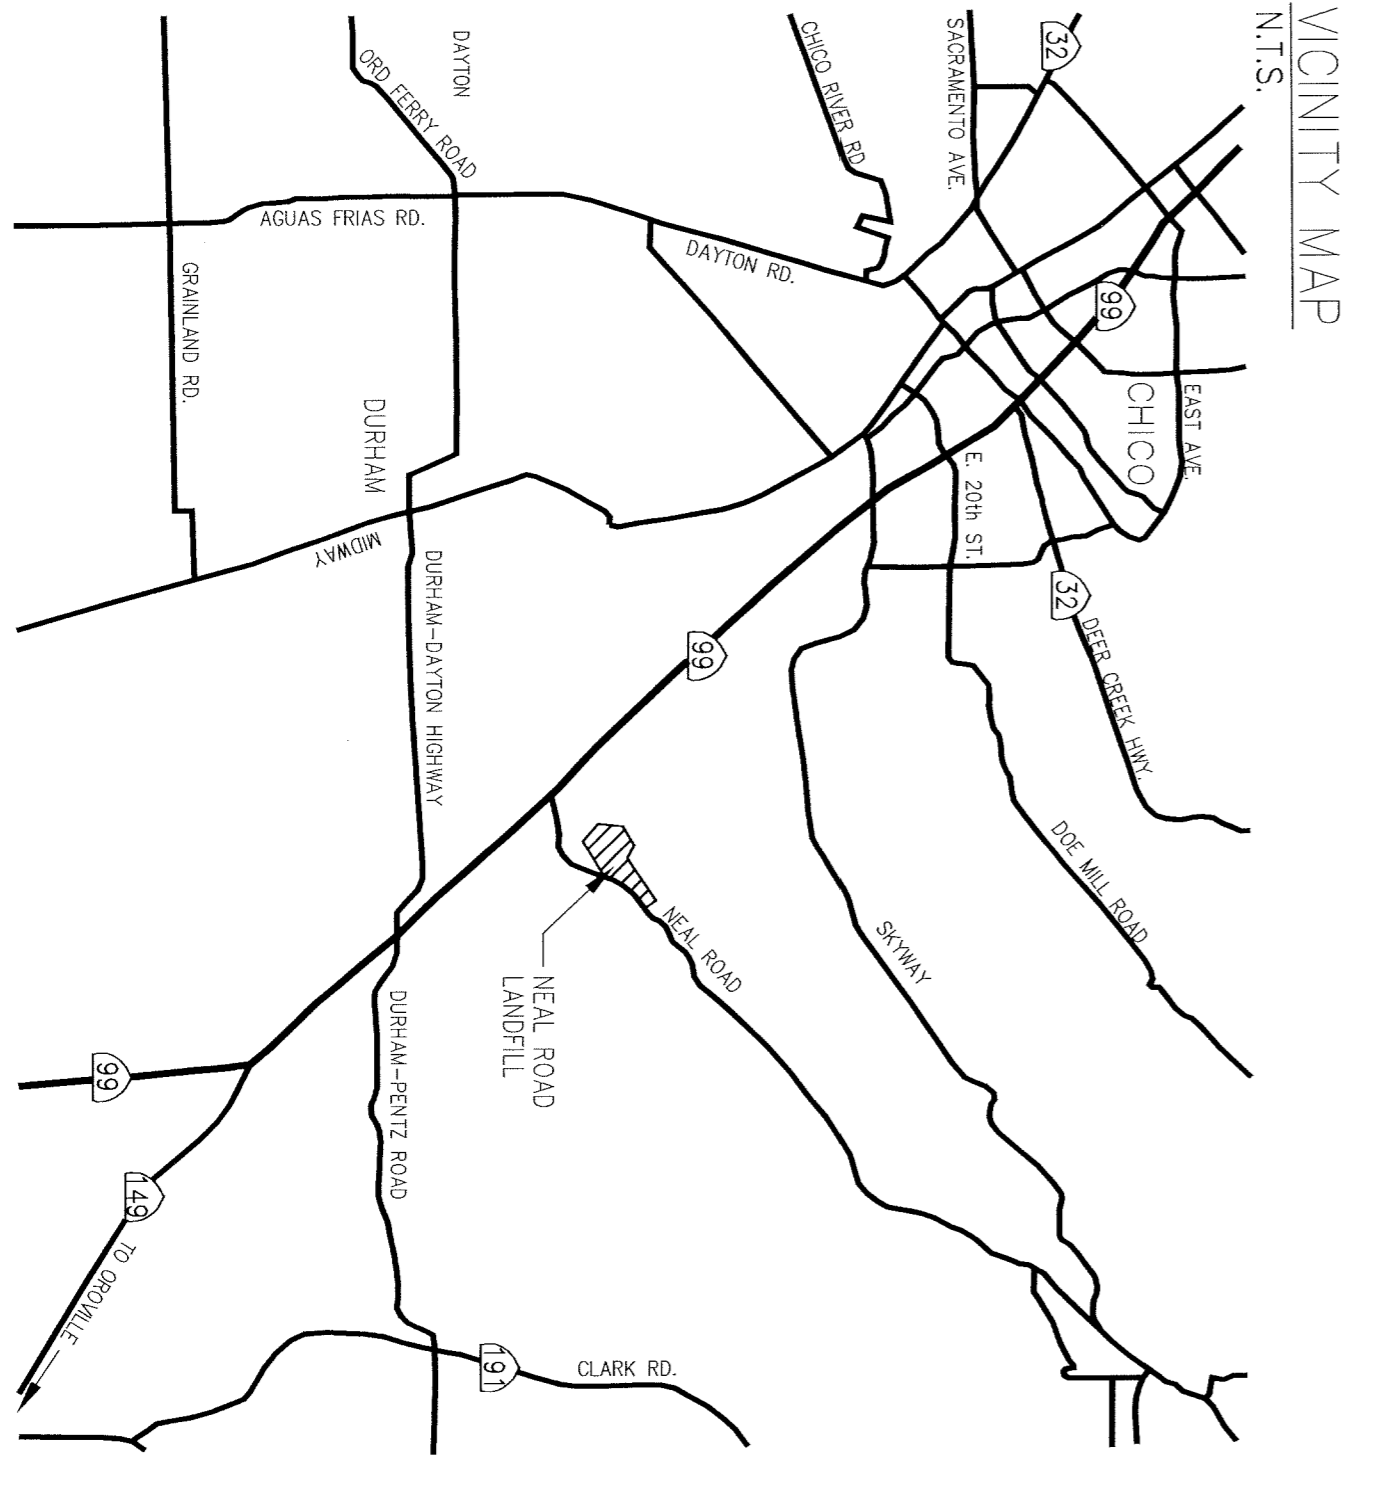 VICINITY MAP
N.T.S.
32
SACRAMENTO AVE.
CHICO RIVER RD.
DAYTON
ORD FERRY ROAD
AGUAS FRIAS RD.
DAYTON RD.
GRAINLAND RD.
99
EAST AVE.
CHICO
E. 20th ST.
DURHAM
MIDWAY
32
DEER CREEK HWY.
DURHAM-DAYTON HIGHWAY
99
DOE MILL ROAD
SKYWAY
NEAL ROAD
NEAL ROAD
LANDFILL
DURHAM-PENTZ ROAD
99
149
TO OROVILLE
191
CLARK RD.